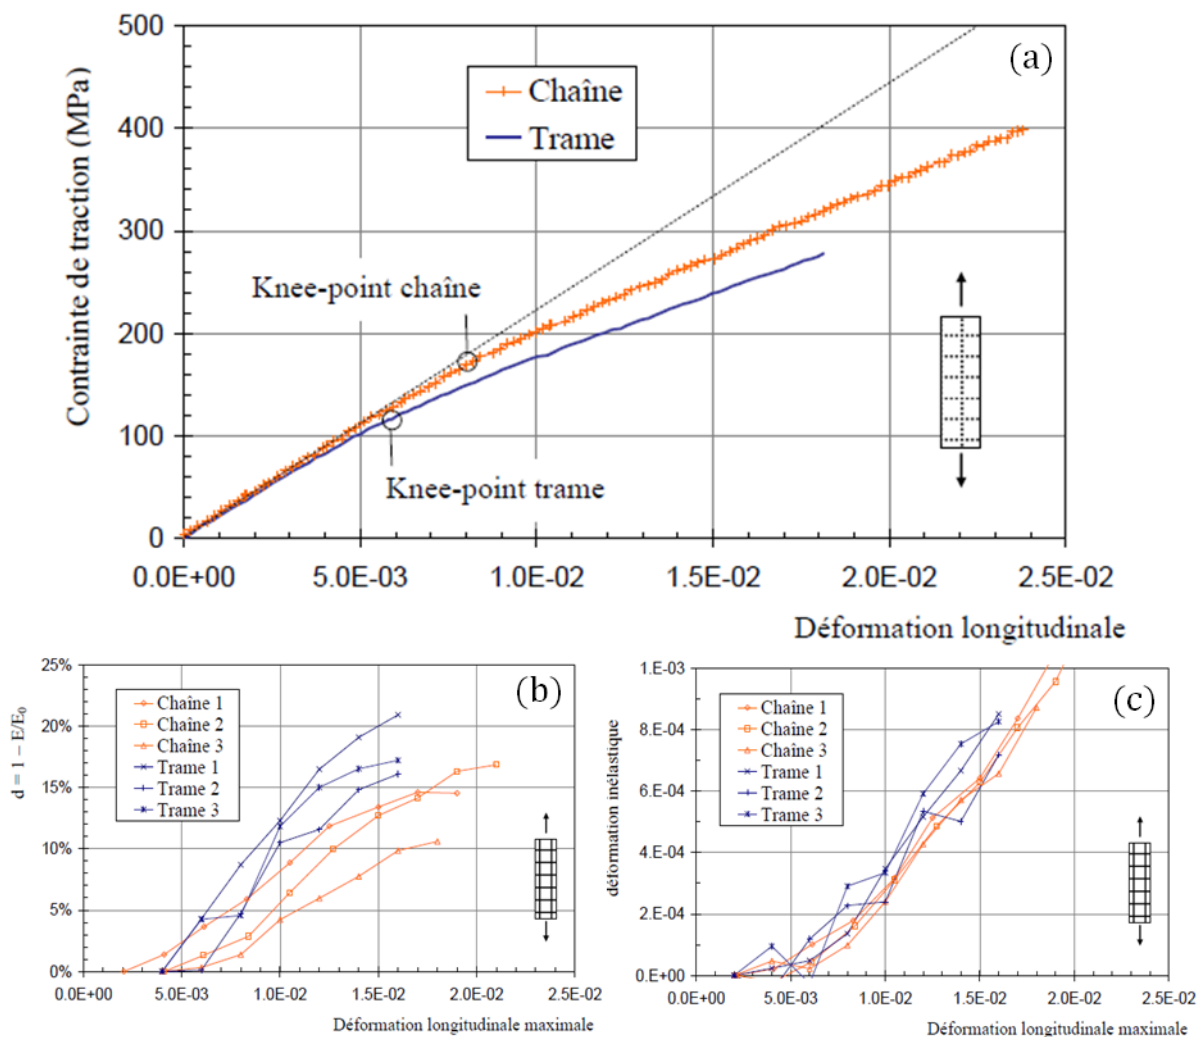 500
(a)
Chaîne
Trame
400
300
200
100
0
Contrainte de traction (MPa)
Knee-point chaîne
Knee-point trame
0.0E+00 5.0E-03 1.0E-02 1.5E-02 2.0E-02 2.5E-02
Déformation longitudinale
25%
20%
15%
10%
5%
0%
d = 1 − E/E₀
(b)
Chaîne 1
Chaîne 2
Chaîne 3
Trame 1
Trame 2
Trame 3
0.0E+00 5.0E-03 1.0E-02 1.5E-02 2.0E-02 2.5E-02
Déformation longitudinale maximale
1.E-03
8.E-04
6.E-04
4.E-04
2.E-04
0.E+00
déformation inélastique
(c)
Chaîne 1
Chaîne 2
Chaîne 3
Trame 1
Trame 2
Trame 3
0.0E+00 5.0E-03 1.0E-02 1.5E-02 2.0E-02 2.5E-02
Déformation longitudinale maximale